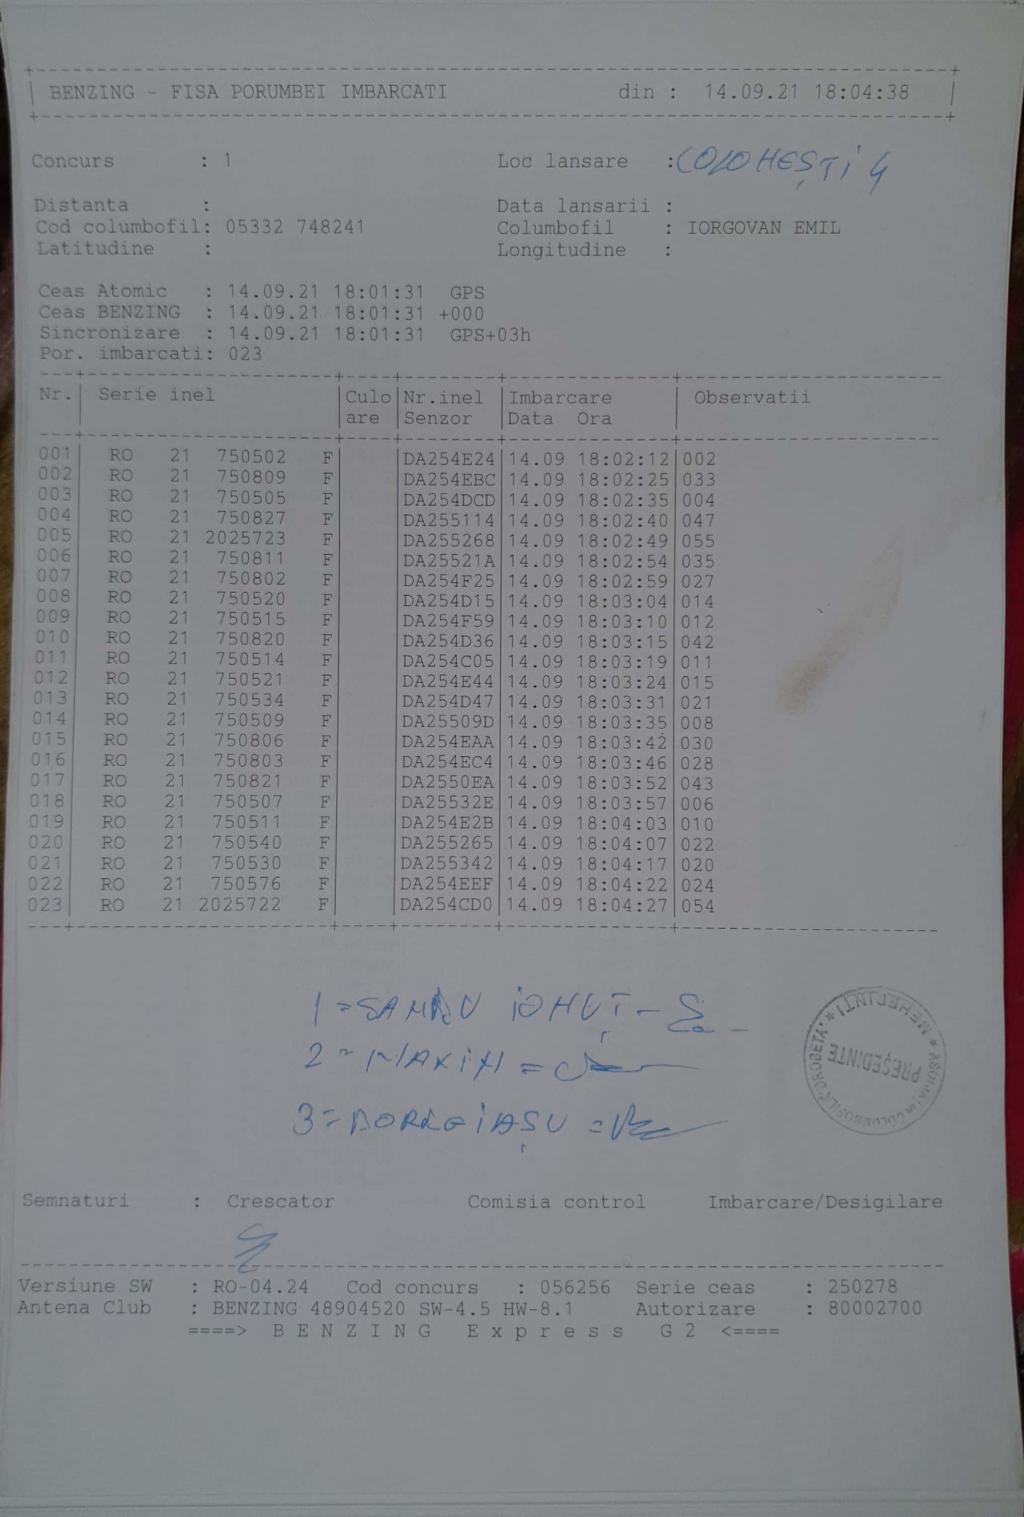 BENZING - FISA PORUMBEI IMBARCATI din : 14.09.21 18:04:38
Concurs : 1 Loc lansare : COLOHEȘTI 4
Distanta : Data lansarii :
Cod columbofil: 05332 748241 Columbofil : IORGOVAN EMIL
Latitudine : Longitudine :
Ceas Atomic : 14.09.21 18:01:31 GPS
Ceas BENZING : 14.09.21 18:01:31 +000
Sincronizare : 14.09.21 18:01:31 GPS+03h
Por. imbarcati: 023
Nr. Serie inel Culo Nr.inel Imbarcare Observatii
are Senzor Data Ora
001 RO 21 750502 F DA254E24 14.09 18:02:12 002
002 RO 21 750809 F DA254EBC 14.09 18:02:25 033
003 RO 21 750505 F DA254DCD 14.09 18:02:35 004
004 RO 21 750827 F DA255114 14.09 18:02:40 047
005 RO 21 2025723 F DA255268 14.09 18:02:49 055
006 RO 21 750811 F DA25521A 14.09 18:02:54 035
007 RO 21 750802 F DA254F25 14.09 18:02:59 027
008 RO 21 750520 F DA254D15 14.09 18:03:04 014
009 RO 21 750515 F DA254F59 14.09 18:03:10 012
010 RO 21 750820 F DA254D36 14.09 18:03:15 042
011 RO 21 750514 F DA254C05 14.09 18:03:19 011
012 RO 21 750521 F DA254E44 14.09 18:03:24 015
013 RO 21 750534 F DA254D47 14.09 18:03:31 021
014 RO 21 750509 F DA25509D 14.09 18:03:35 008
015 RO 21 750806 F DA254EAA 14.09 18:03:42 030
016 RO 21 750803 F DA254EC4 14.09 18:03:46 028
017 RO 21 750821 F DA2550EA 14.09 18:03:52 043
018 RO 21 750507 F DA25532E 14.09 18:03:57 006
019 RO 21 750511 F DA254E2B 14.09 18:04:03 010
020 RO 21 750540 F DA255265 14.09 18:04:07 022
021 RO 21 750530 F DA255342 14.09 18:04:17 020
022 RO 21 750576 F DA254EEF 14.09 18:04:22 024
023 RO 21 2025722 F DA254CD0 14.09 18:04:27 054
1 = SANDU IONUȚ -
2 = MAXIM =
3 = =
PREȘEDINTE
MEHEDINTI
Semnaturi : Crescator Comisia control Imbarcare/Desigilare
Versiune SW : RO-04.24 Cod concurs : 056256 Serie ceas : 250278
Antena Club : BENZING 48904520 SW-4.5 HW-8.1 Autorizare : 80002700
====> B E N Z I N G E x p r e s s G 2 <====